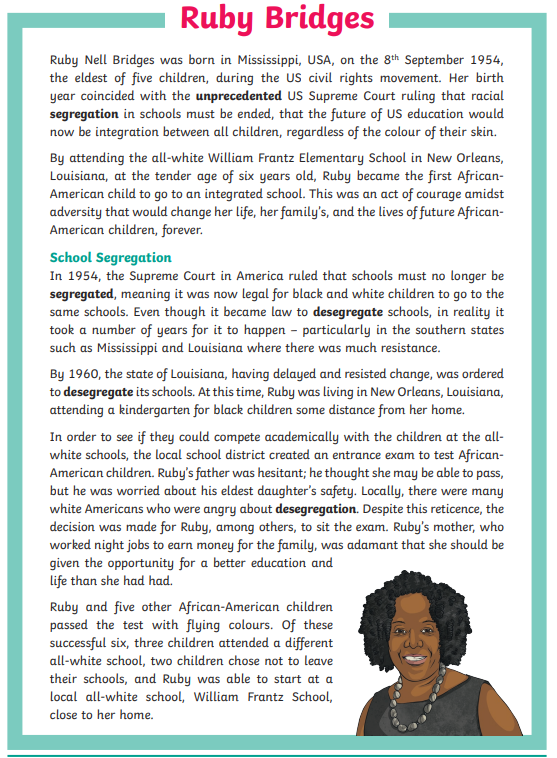 Ruby Bridges
Ruby Nell Bridges was born in Mississippi, USA, on the 8th September 1954,
the eldest of five children, during the US civil rights movement. Her birth
year coincided with the unprecedented US Supreme Court ruling that racial
segregation in schools must be ended, that the future of US education would
now be integration between all children, regardless of the colour of their skin.
By attending the all-white William Frantz Elementary School in New Orleans,
Louisiana, at the tender age of six years old, Ruby became the first African-
American child to go to an integrated school. This was an act of courage amidst
adversity that would change her life, her family's, and the lives of future African-
American children, forever.
School Segregation
In 1954, the Supreme Court in America ruled that schools must no longer be
segregated, meaning it was now legal for black and white children to go to the
same schools. Even though it became law to desegregate schools, in reality it
took a number of years for it to happen – particularly in the southern states
such as Mississippi and Louisiana where there was much resistance.
By 1960, the state of Louisiana, having delayed and resisted change, was ordered
to desegregate its schools. At this time, Ruby was living in New Orleans, Louisiana,
attending a kindergarten for black children some distance from her home.
In order to see if they could compete academically with the children at the all-
white schools, the local school district created an entrance exam to test African-
American children. Ruby's father was hesitant; he thought she may be able to pass,
but he was worried about his eldest daughter's safety. Locally, there were many
white Americans who were angry about desegregation. Despite this reticence, the
decision was made for Ruby, among others, to sit the exam. Ruby's mother, who
worked night jobs to earn money for the family, was adamant that she should be
given the opportunity for a better education and
life than she had had.
Ruby and five other African-American children
passed the test with flying colours. Of these
successful six, three children attended a different
all-white school, two children chose not to leave
their schools, and Ruby was able to start at a
local all-white school, William Frantz School,
close to her home.